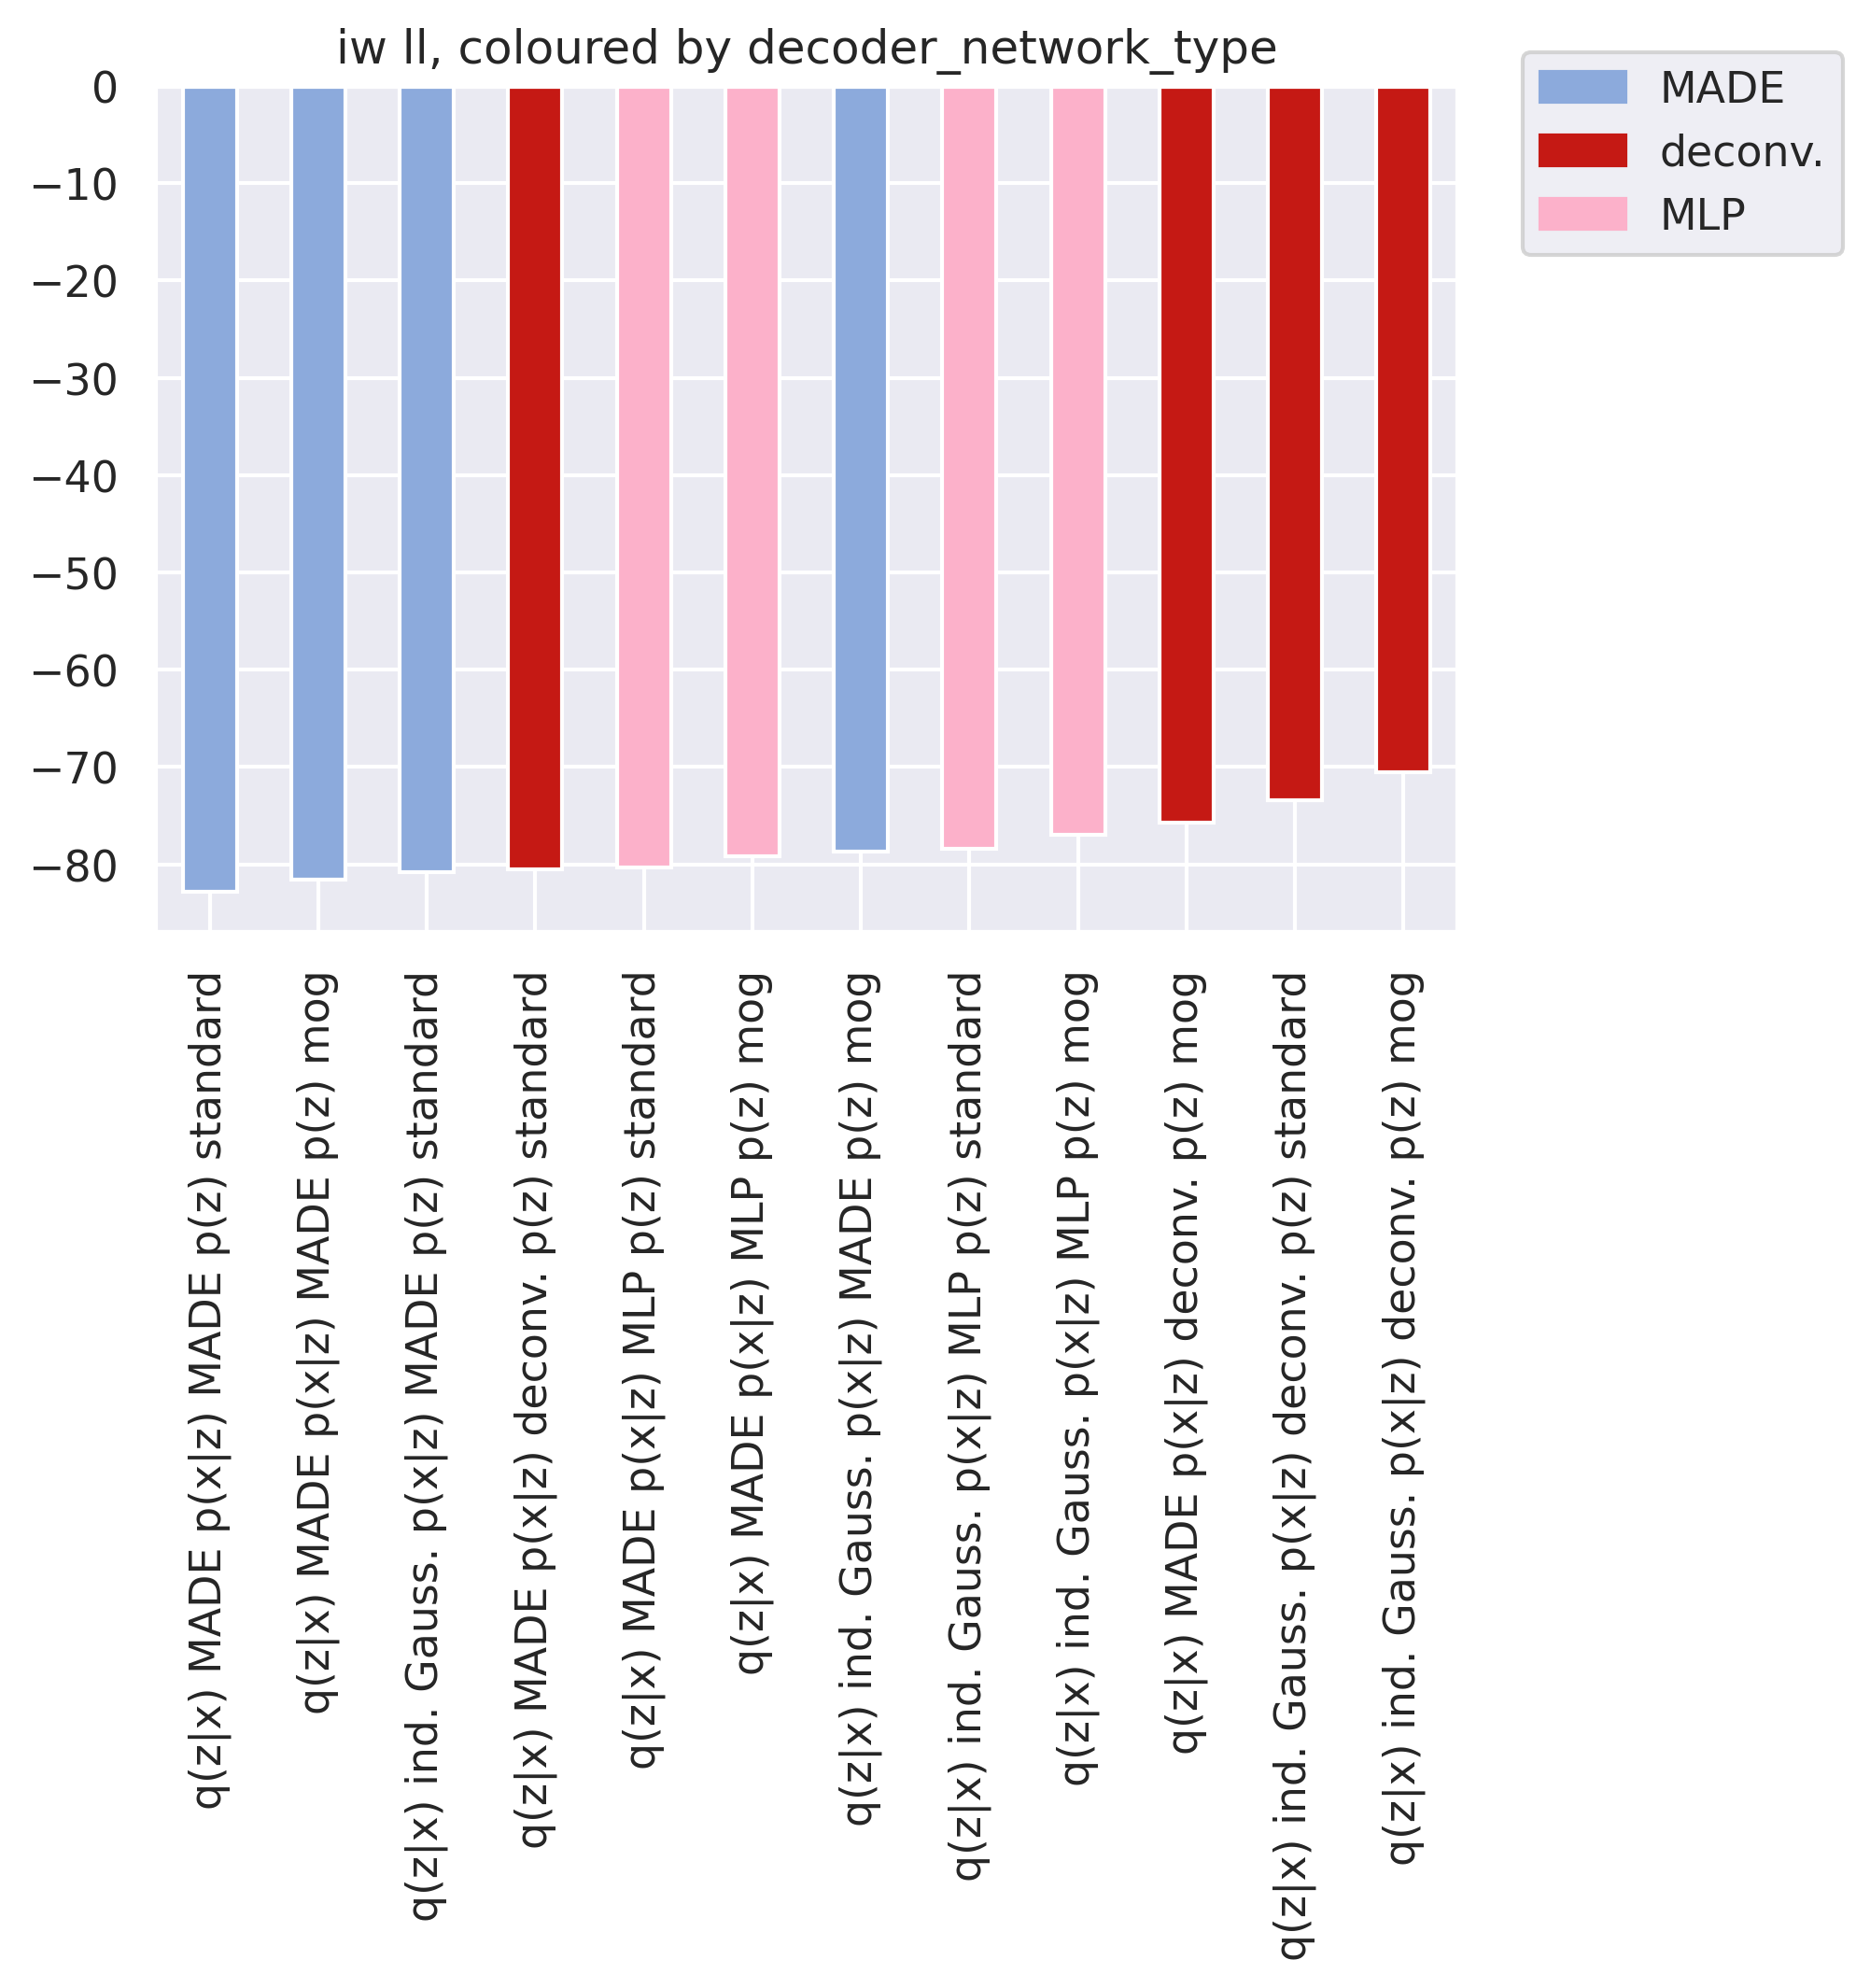 iw ll, coloured by decoder_network_type
MADE
deconv.
MLP
0
−10
−20
−30
−40
−50
−60
−70
−80
q(z|x) MADE p(x|z) MADE p(z) standard
q(z|x) MADE p(x|z) MADE p(z) mog
q(z|x) ind. Gauss. p(x|z) MADE p(z) standard
q(z|x) MADE p(x|z) deconv. p(z) standard
q(z|x) MADE p(x|z) MLP p(z) standard
q(z|x) MADE p(x|z) MLP p(z) mog
q(z|x) ind. Gauss. p(x|z) MADE p(z) mog
q(z|x) ind. Gauss. p(x|z) MLP p(z) standard
q(z|x) ind. Gauss. p(x|z) MLP p(z) mog
q(z|x) MADE p(x|z) deconv. p(z) mog
q(z|x) ind. Gauss. p(x|z) deconv. p(z) standard
q(z|x) ind. Gauss. p(x|z) deconv. p(z) mog